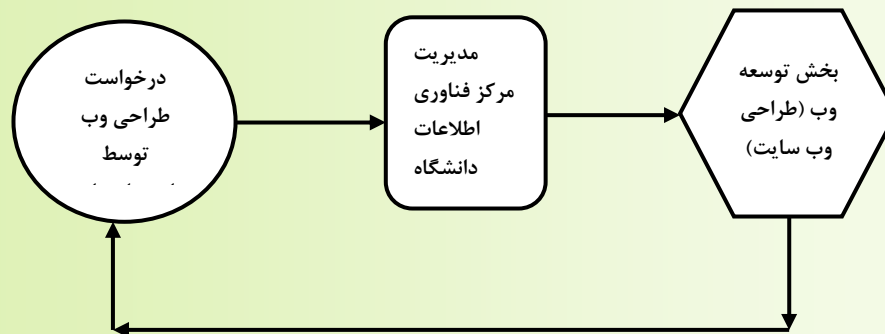 درخواست
طراحی وب
توسط
مدیریت
مرکز فناوری
اطلاعات
دانشگاه
بخش توسعه
وب (طراحی
وب سایت)